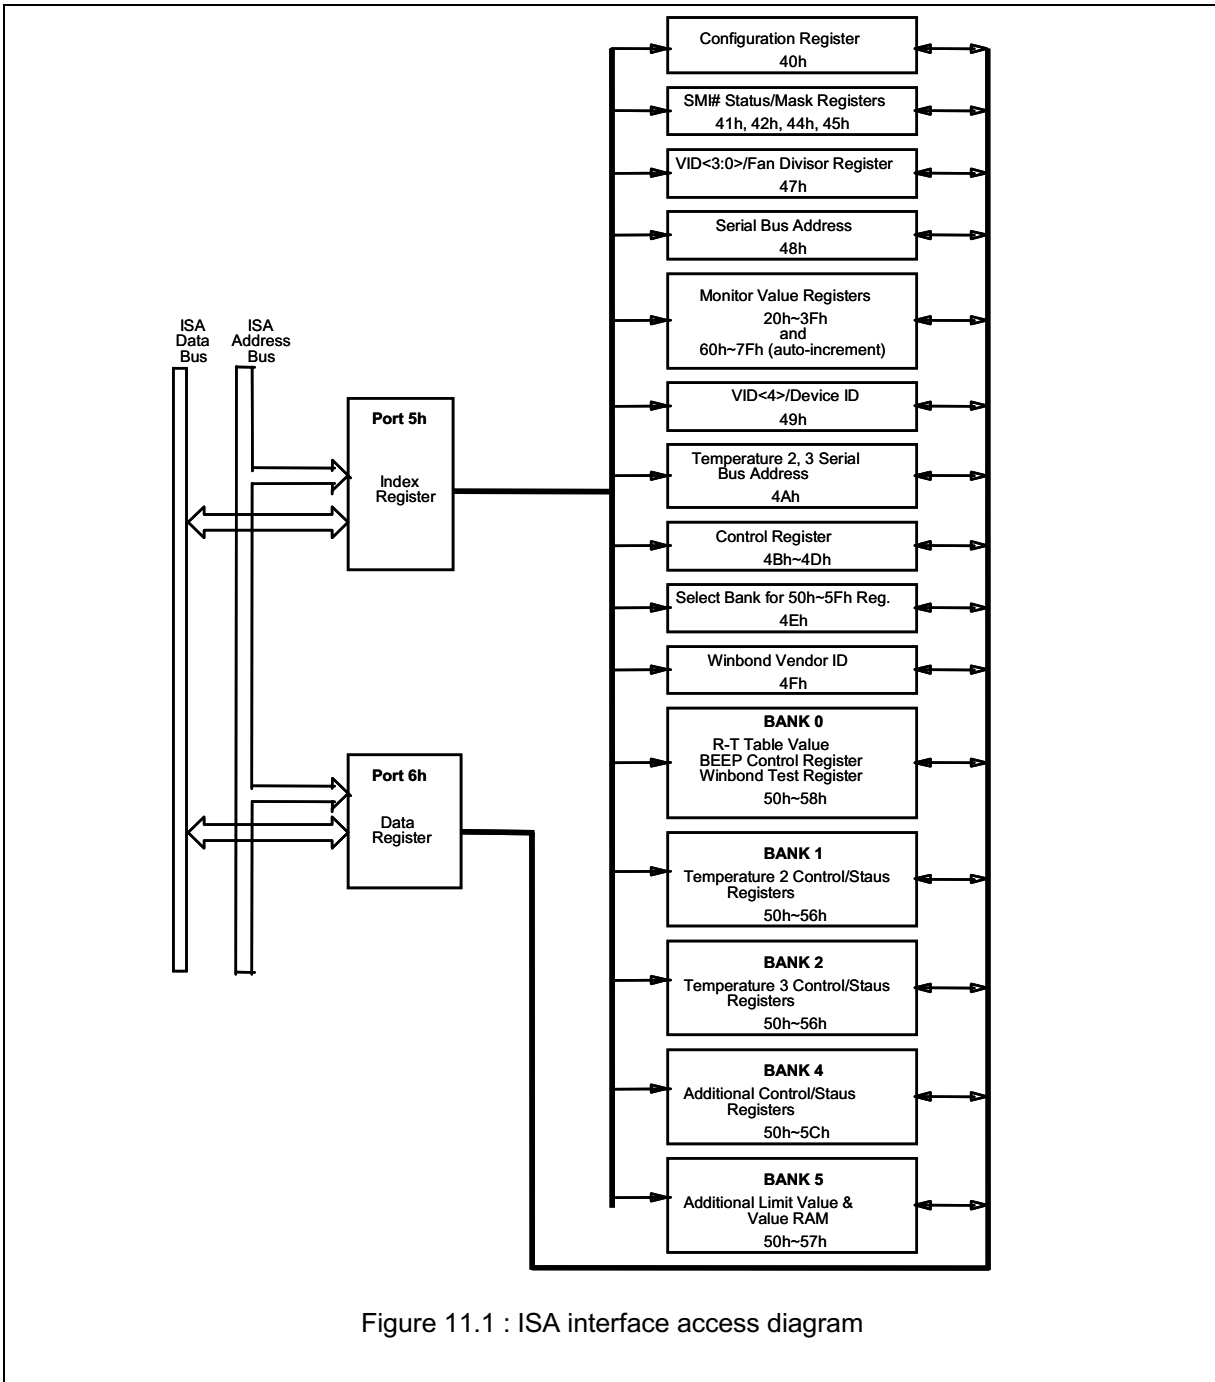 Configuration Register
40h
SMI# Status/Mask Registers
41h, 42h, 44h, 45h
VID<3:0>/Fan Divisor Register
47h
Serial Bus Address
48h
Monitor Value Registers
20h~3Fh
and
60h~7Fh (auto-increment)
VID<4>/Device ID
49h
Temperature 2, 3 Serial
Bus Address
4Ah
Control Register
4Bh~4Dh
Select Bank for 50h~5Fh Reg.
4Eh
Winbond Vendor ID
4Fh
BANK 0
R-T Table Value
BEEP Control Register
Winbond Test Register
50h~58h
BANK 1
Temperature 2 Control/Staus
Registers
50h~56h
BANK 2
Temperature 3 Control/Staus
Registers
50h~56h
BANK 4
Additional Control/Staus
Registers
50h~5Ch
BANK 5
Additional Limit Value &
Value RAM
50h~57h
ISA
Data
Bus
ISA
Address
Bus
Port 5h
Index
Register
Port 6h
Data
Register
Figure 11.1 : ISA interface access diagram